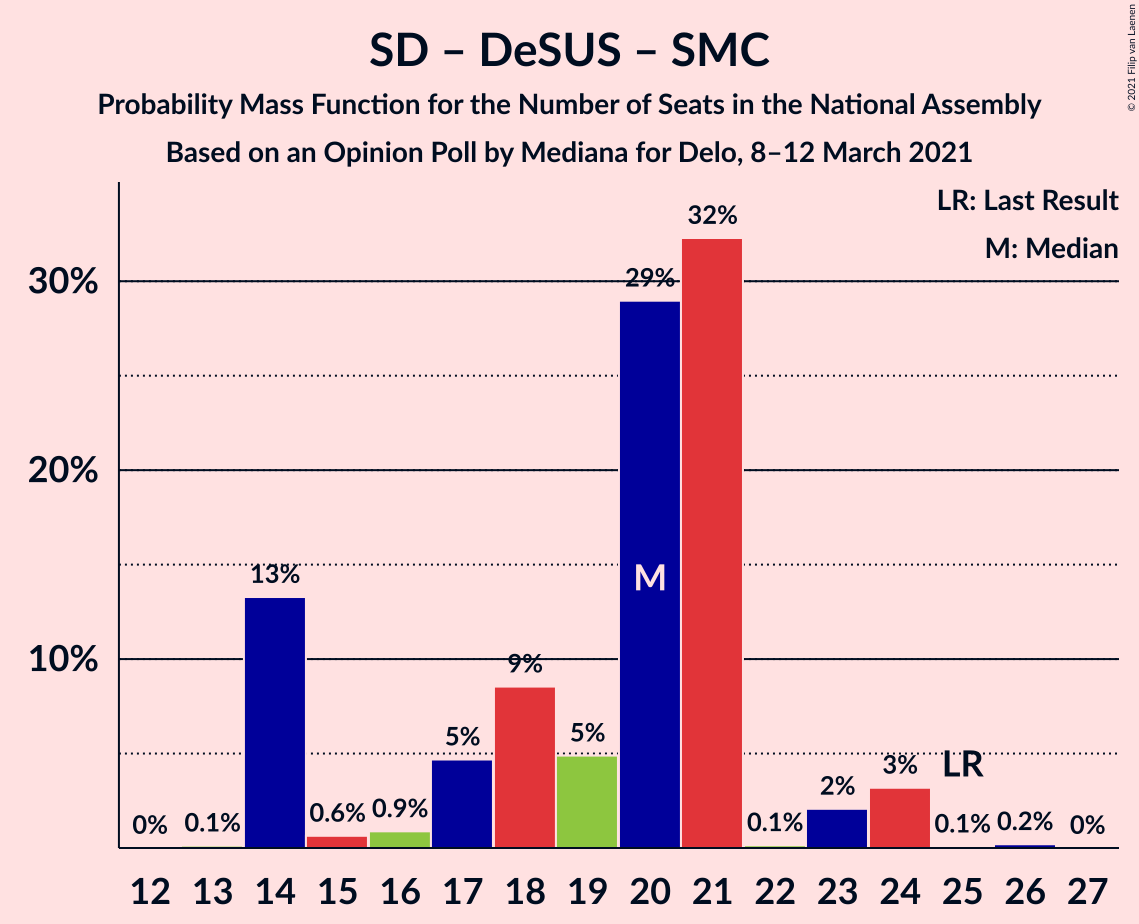 SD – DeSUS – SMC
Probability Mass Function for the Number of Seats in the National Assembly
Based on an Opinion Poll by Mediana for Delo, 8–12 March 2021
© 2021 Filip van Laenen
LR: Last Result
M: Median
30%
20%
10%
0%
0.1%
13%
0.6%
0.9%
5%
9%
5%
29%
32%
0.1%
2%
3%
0.1%
0.2%
0%
M
LR
12 13 14 15 16 17 18 19 20 21 22 23 24 25 26 27